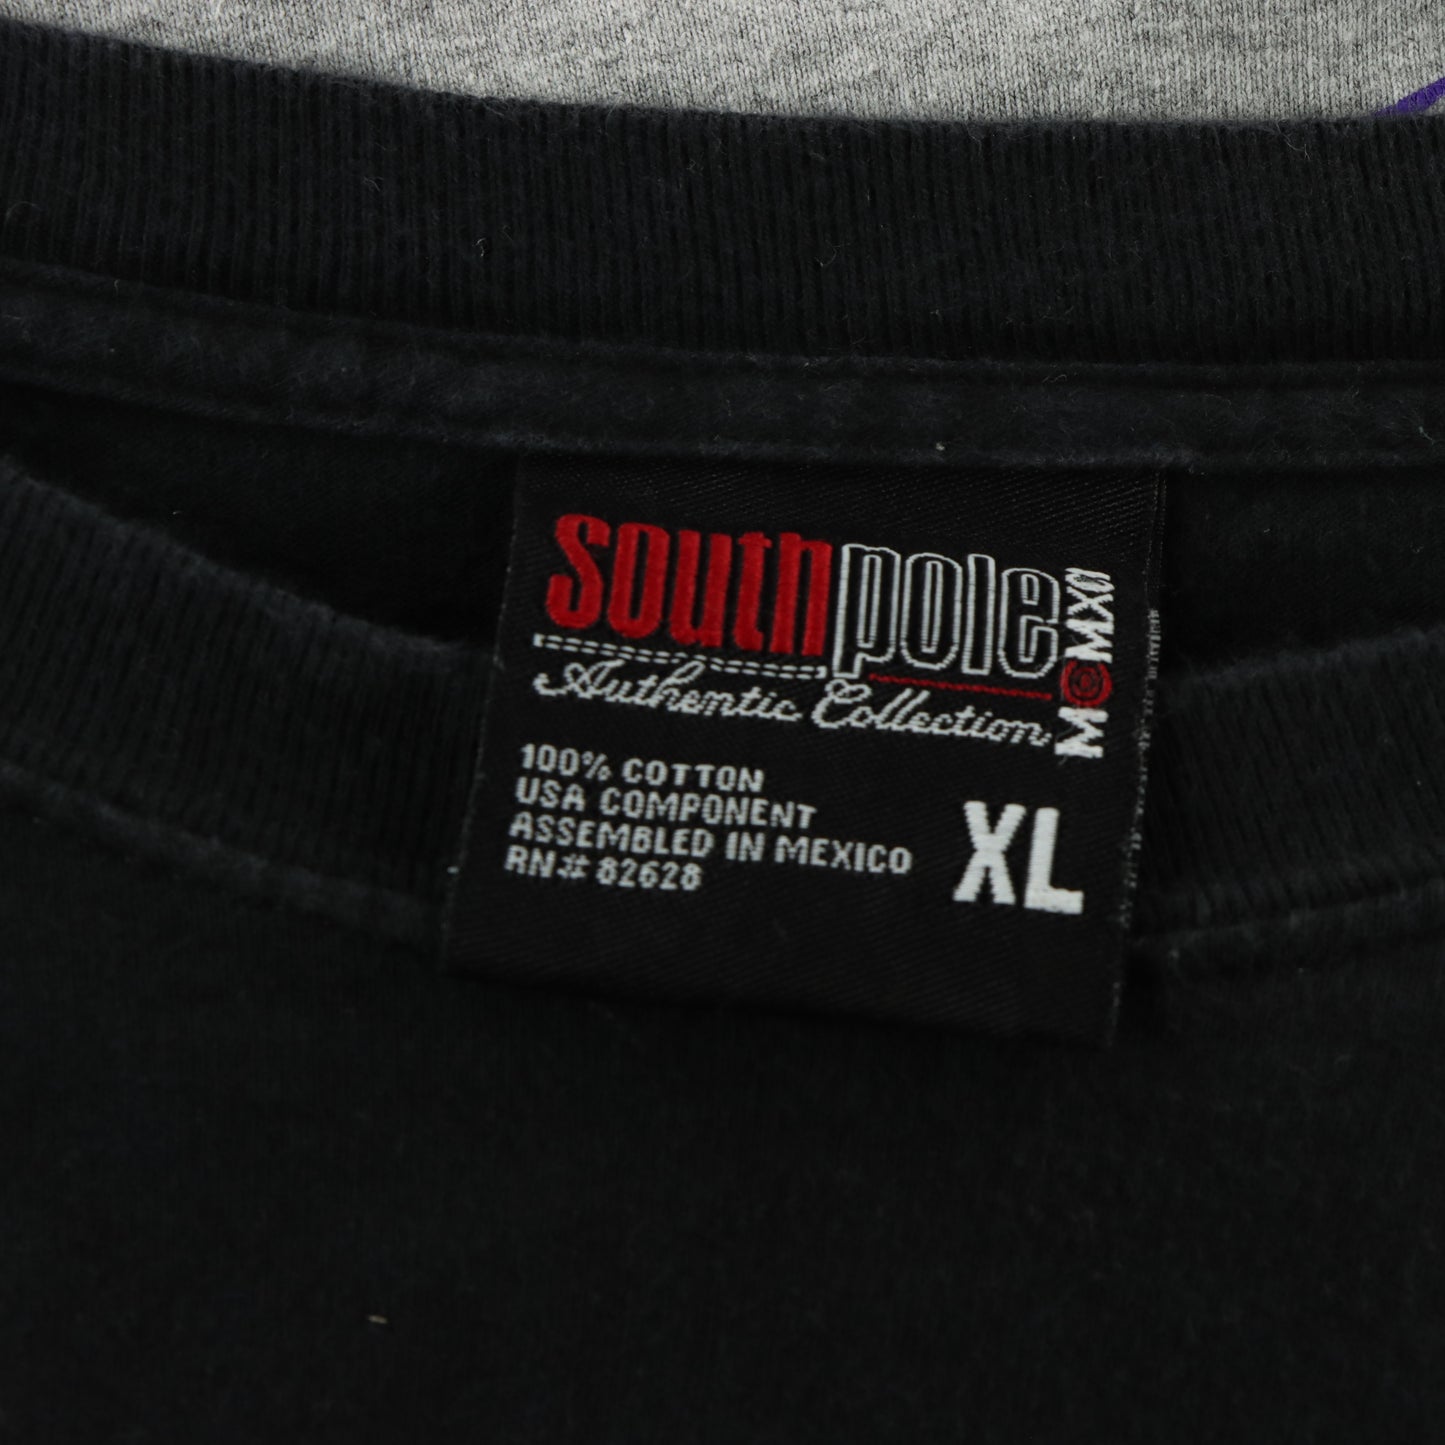 southpole
Authentic Collection
MCMXCI
100% COTTON
USA COMPONENT
ASSEMBLED IN MEXICO
RN# 82628
XL